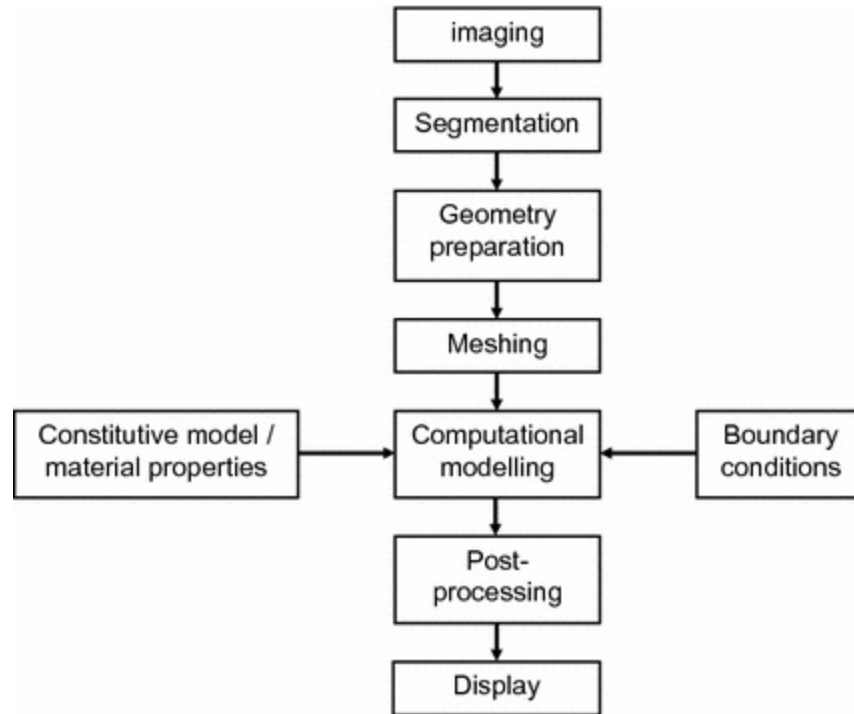 imaging
Segmentation
Geometry
preparation
Meshing
Constitutive model /
material properties
Computational
modelling
Boundary
conditions
Post-
processing
Display